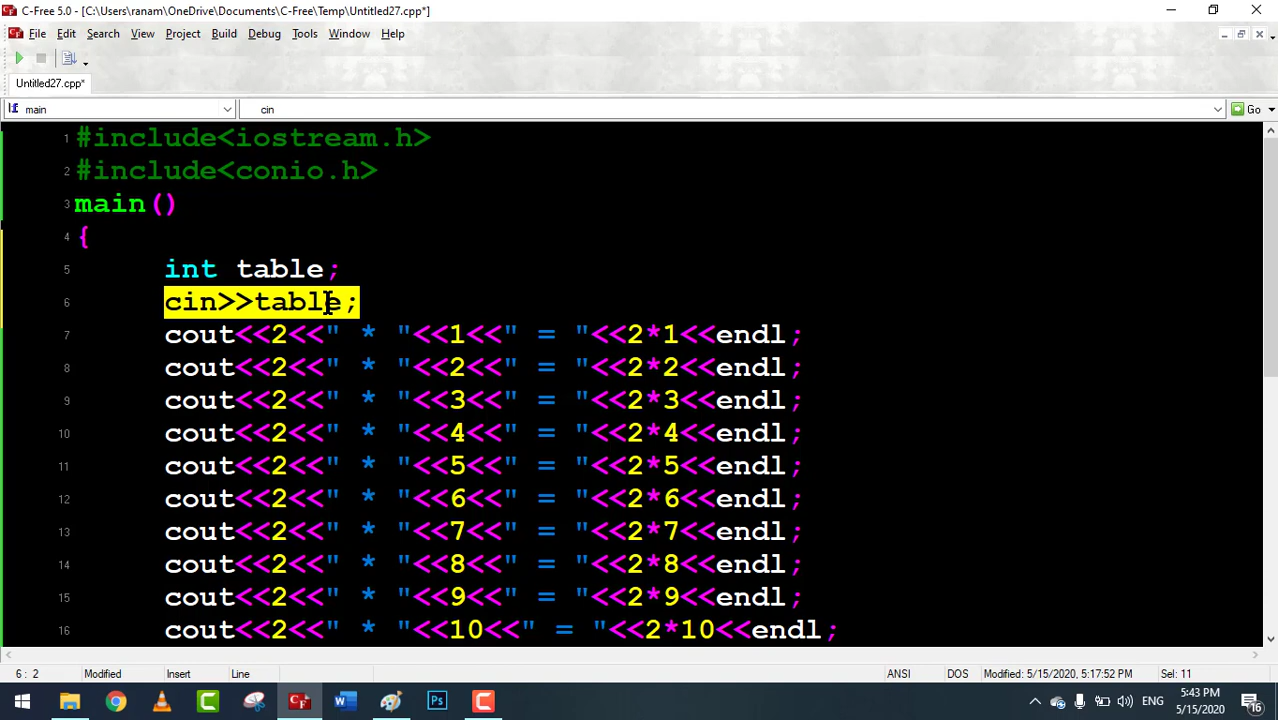 C-Free 5.0 - [C:\Users\ranam\OneDrive\Documents\C-Free\Temp\Untitled27.cpp*]
File Edit Search View Project Build Debug Tools Window Help
Untitled27.cpp*
main cin Go
1 #include<iostream.h>
2 #include<conio.h>
3 main()
4 {
5 int table;
6 cin>>table;
7 cout<<2<<" * "<<1<<" = "<<2*1<<endl;
8 cout<<2<<" * "<<2<<" = "<<2*2<<endl;
9 cout<<2<<" * "<<3<<" = "<<2*3<<endl;
10 cout<<2<<" * "<<4<<" = "<<2*4<<endl;
11 cout<<2<<" * "<<5<<" = "<<2*5<<endl;
12 cout<<2<<" * "<<6<<" = "<<2*6<<endl;
13 cout<<2<<" * "<<7<<" = "<<2*7<<endl;
14 cout<<2<<" * "<<8<<" = "<<2*8<<endl;
15 cout<<2<<" * "<<9<<" = "<<2*9<<endl;
16 cout<<2<<" * "<<10<<" = "<<2*10<<endl;
6 : 2 Modified Insert Line ANSI DOS Modified: 5/15/2020, 5:17:52 PM Sel: 11
ENG 5:43 PM
5/15/2020 16